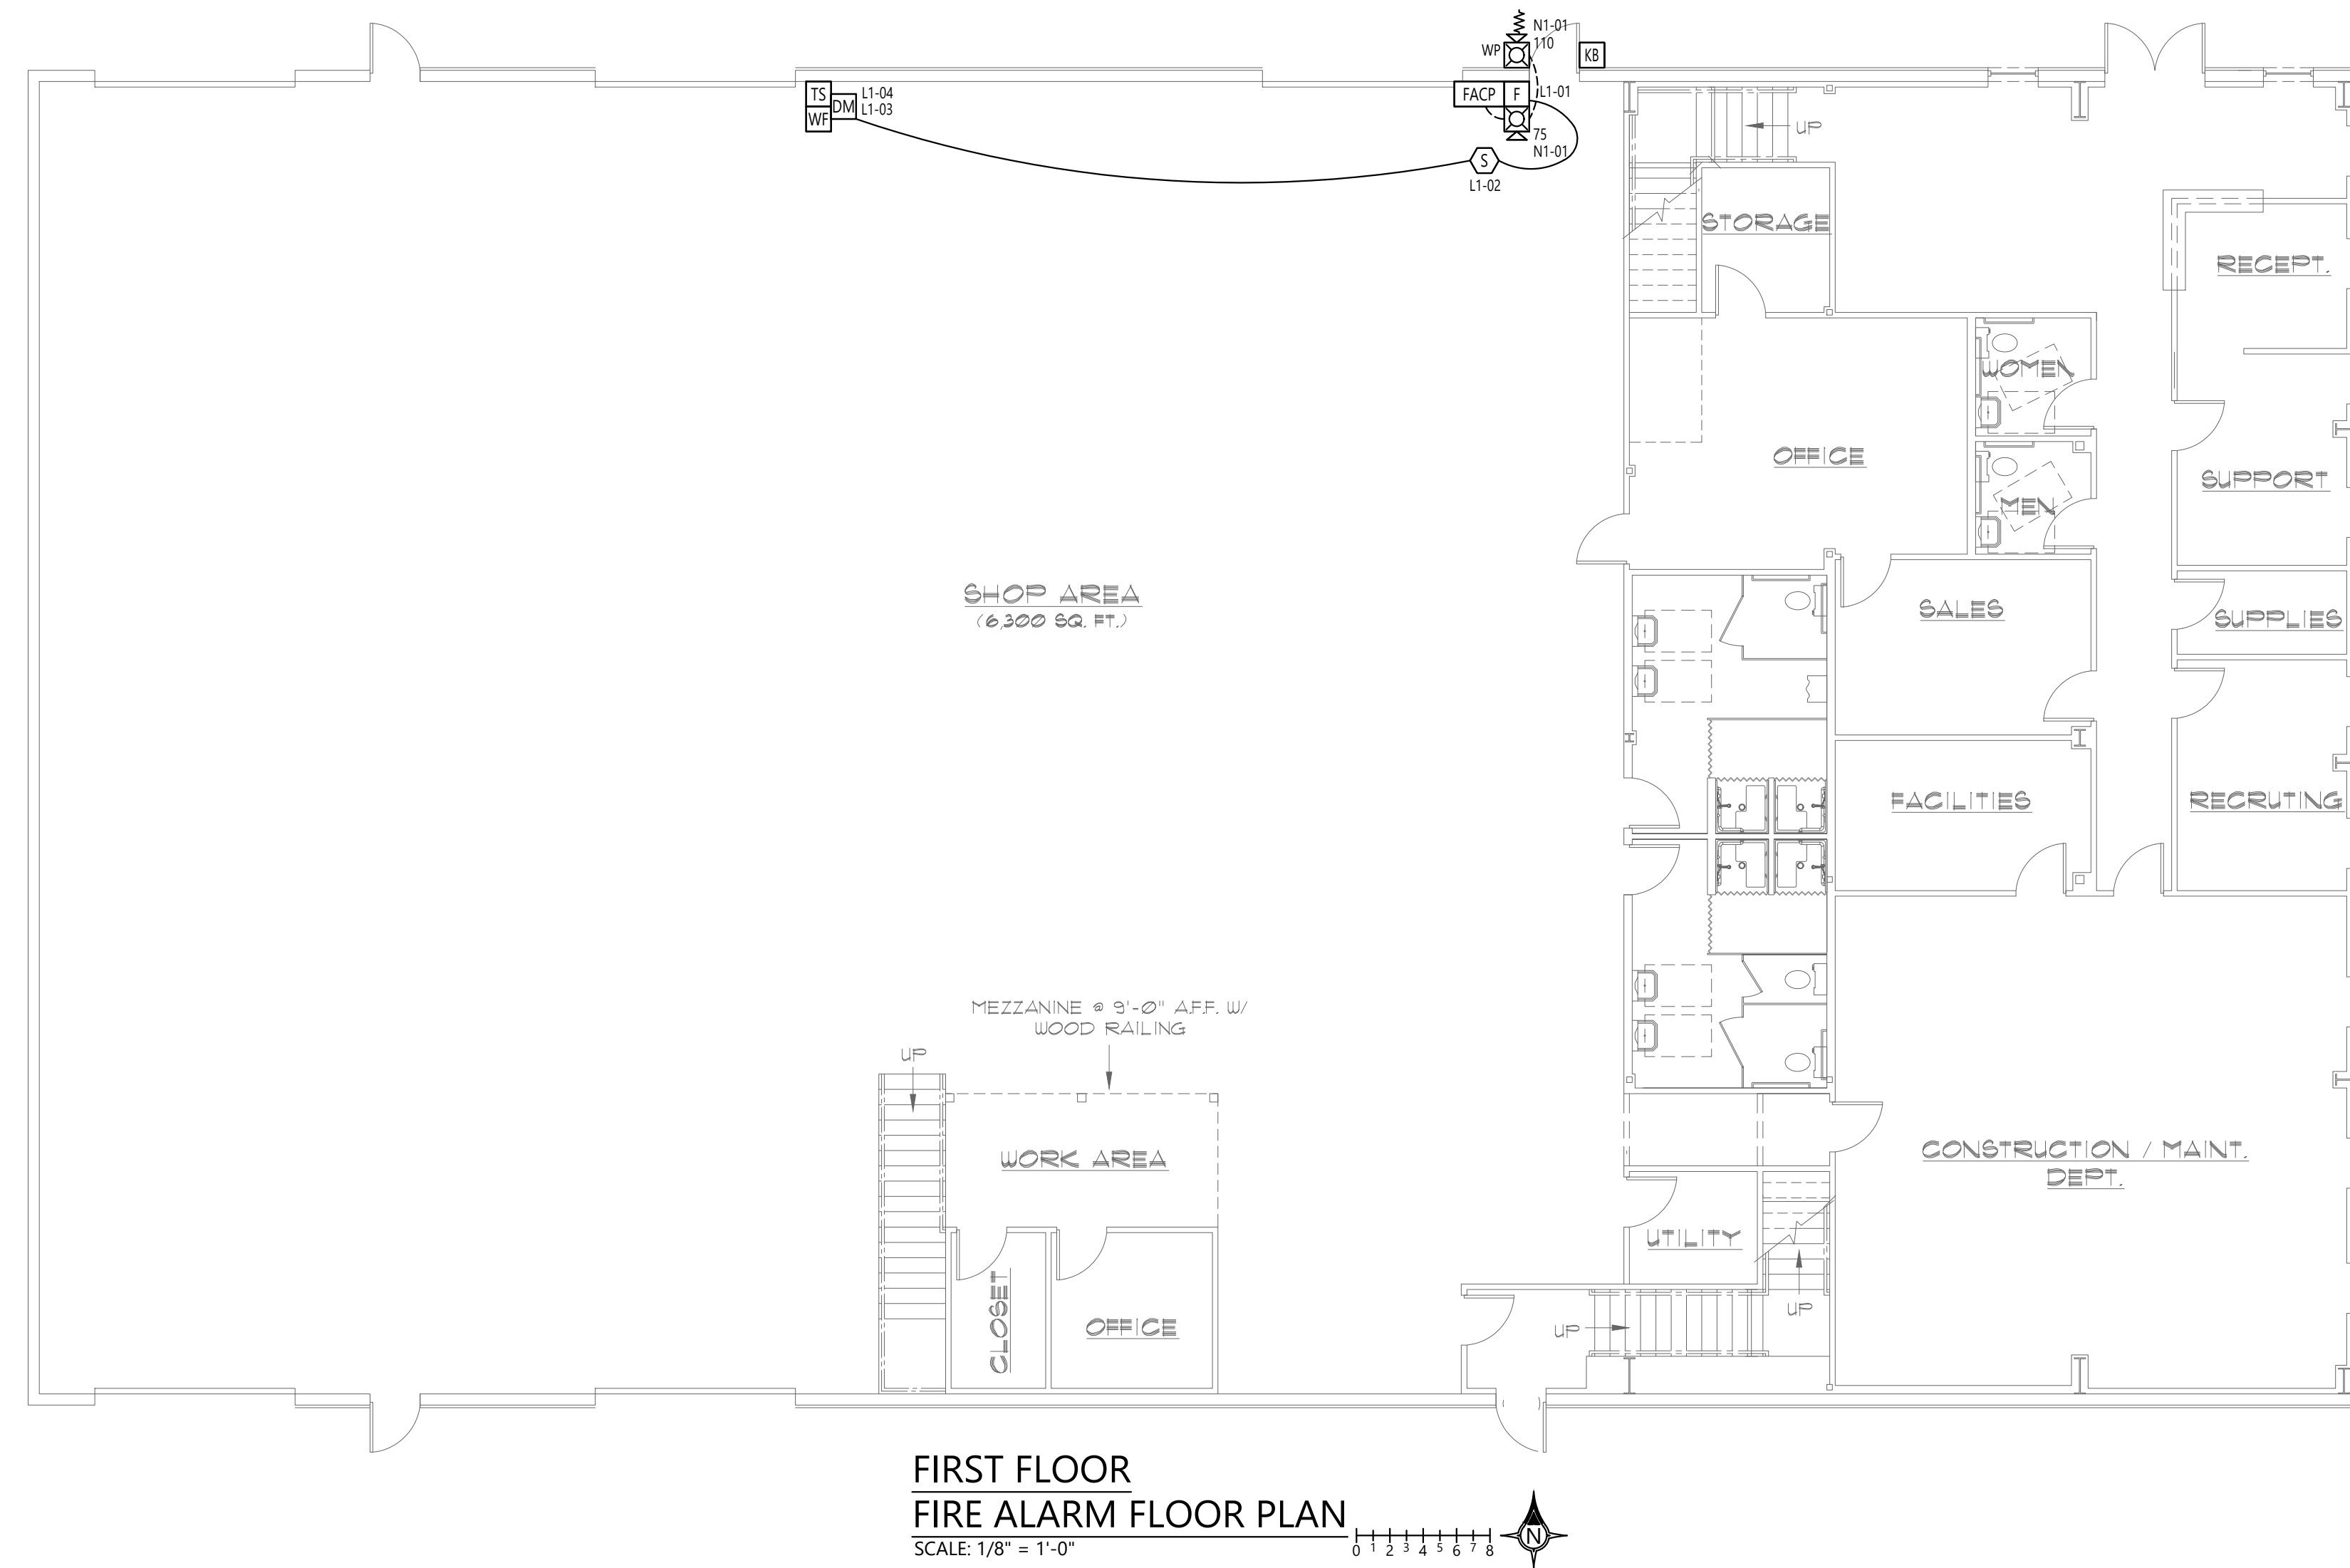 N1-01
WP
110
KB
TS
DM
L1-04
L1-03
WF
FACP
F
L1-01
75
N1-01
S
L1-02
UP
STORAGE
RECEPT.
WOMEN
OFFICE
SUPPORT
MEN
SHOP AREA
(6,300 SQ. FT.)
SALES
SUPPLIES
FACILITIES
RECRUTING
MEZZANINE @ 9'-0" A.F.F. W/
WOOD RAILING
UP
WORK AREA
CONSTRUCTION / MAINT.
DEPT.
UTILITY
CLOSET
OFFICE
UP
UP
FIRST FLOOR
FIRE ALARM FLOOR PLAN
SCALE: 1/8" = 1'-0"
0 1 2 3 4 5 6 7 8
N